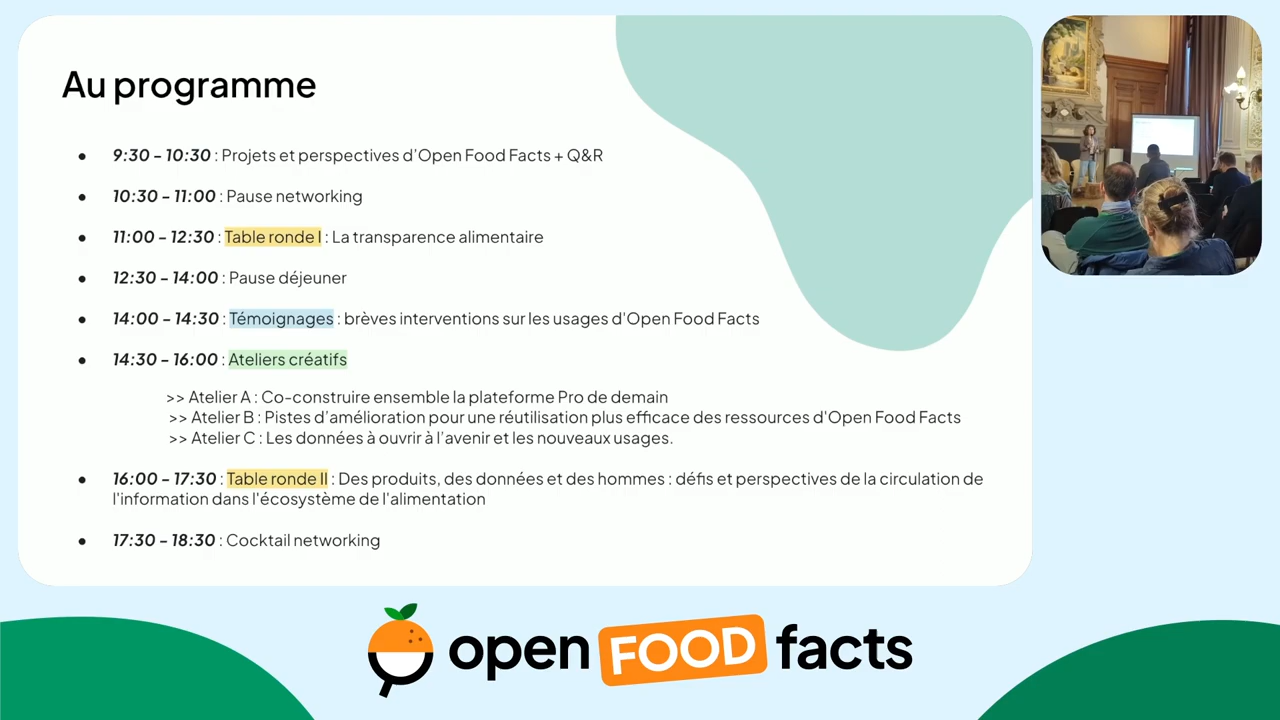 Au programme
● 9:30 – 10:30 : Projets et perspectives d’Open Food Facts + Q&R
● 10:30 – 11:00 : Pause networking
● 11:00 – 12:30 : Table ronde I : La transparence alimentaire
● 12:30 – 14:00 : Pause déjeuner
● 14:00 – 14:30 : Témoignages : brèves interventions sur les usages d'Open Food Facts
● 14:30 – 16:00 : Ateliers créatifs
>> Atelier A : Co-construire ensemble la plateforme Pro de demain
>> Atelier B : Pistes d’amélioration pour une réutilisation plus efficace des ressources d'Open Food Facts
>> Atelier C : Les données à ouvrir à l’avenir et les nouveaux usages.
● 16:00 – 17:30 : Table ronde II : Des produits, des données et des hommes : défis et perspectives de la circulation de
l'information dans l'écosystème de l'alimentation
● 17:30 – 18:30 : Cocktail networking
open FOOD facts